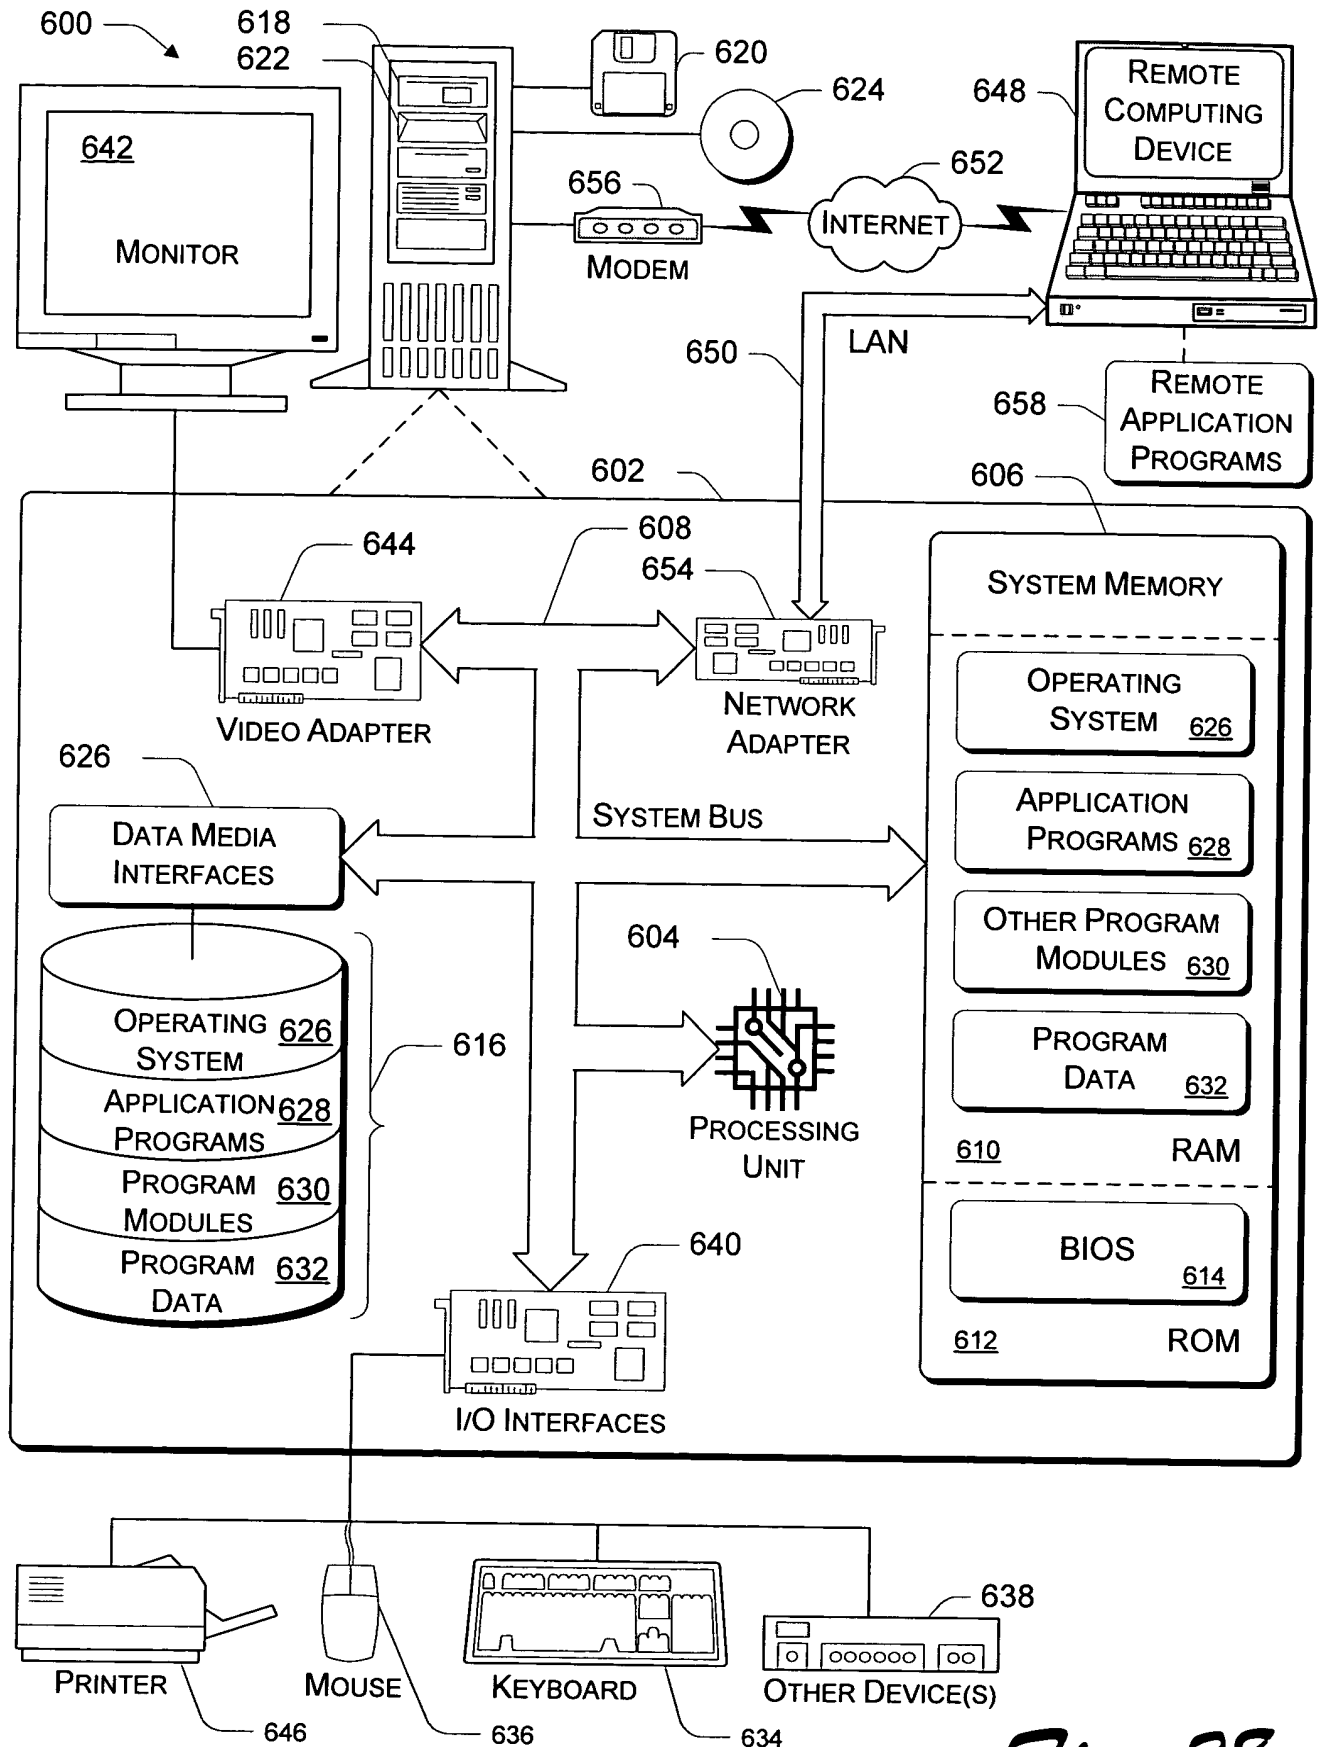 600
618
622
620
624
648
REMOTE
COMPUTING
DEVICE
642
MONITOR
656
MODEM
652
INTERNET
650
LAN
658
REMOTE
APPLICATION
PROGRAMS
602
606
644
608
654
VIDEO ADAPTER
NETWORK
ADAPTER
SYSTEM MEMORY
OPERATING
SYSTEM 626
APPLICATION
PROGRAMS 628
OTHER PROGRAM
MODULES 630
PROGRAM
DATA 632
610 RAM
BIOS
614
612 ROM
626
DATA MEDIA
INTERFACES
SYSTEM BUS
604
PROCESSING
UNIT
OPERATING 626
SYSTEM
APPLICATION 628
PROGRAMS
PROGRAM 630
MODULES
PROGRAM 632
DATA
616
640
I/O INTERFACES
PRINTER
646
MOUSE
636
KEYBOARD
634
638
OTHER DEVICE(S)